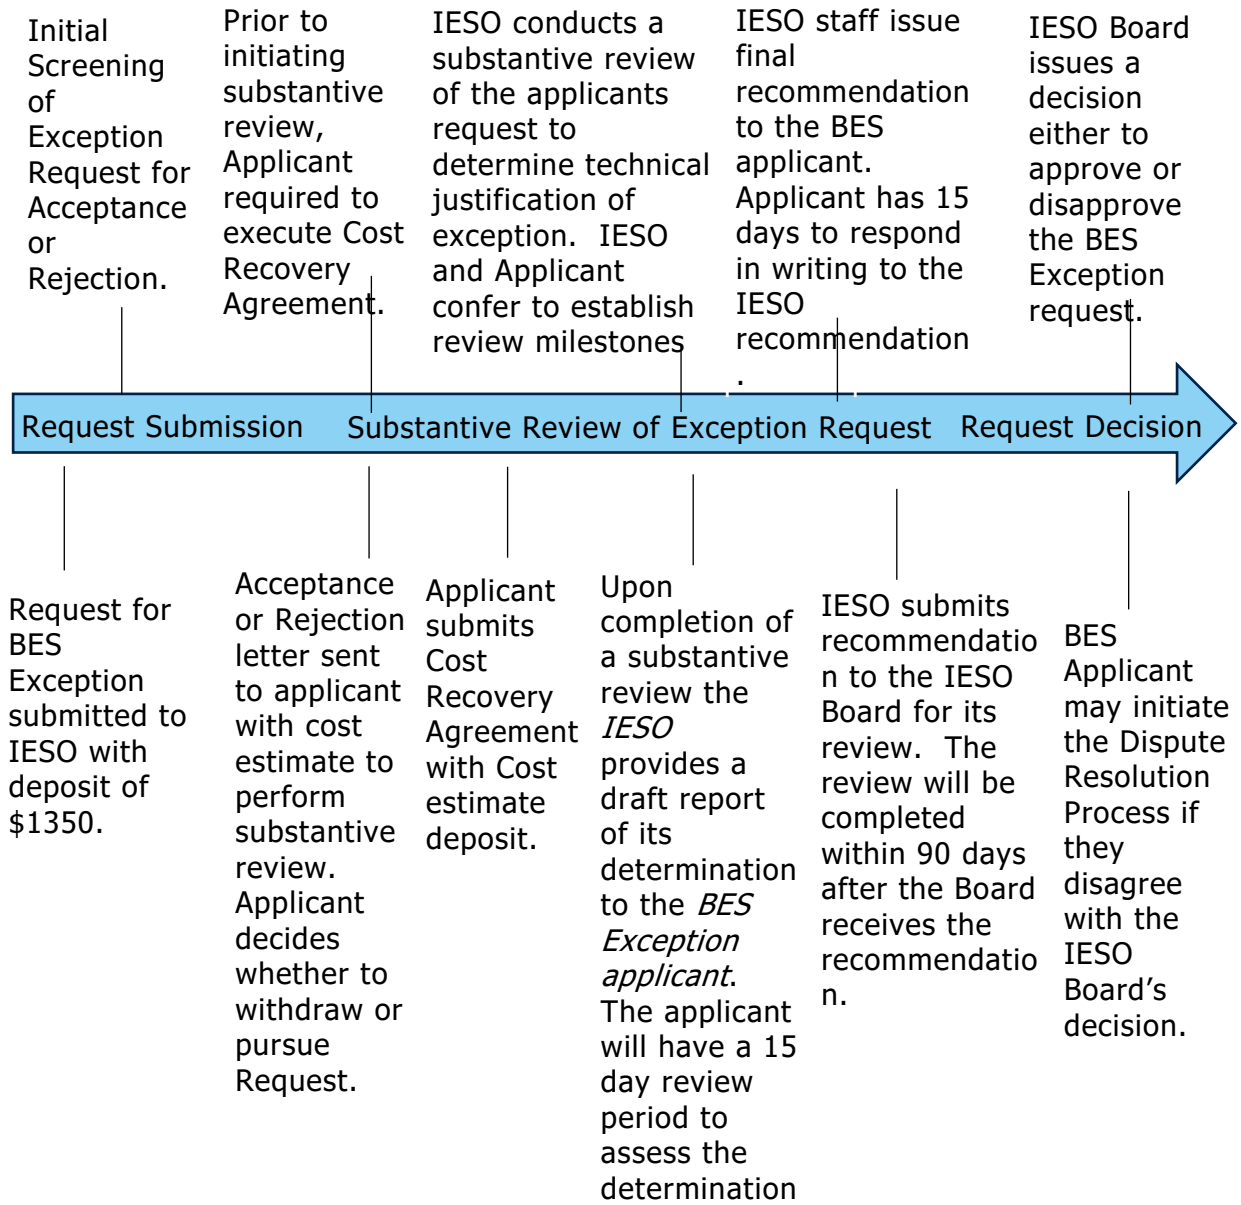 Initial
Screening
of
Exception
Request for
Acceptance
or
Rejection.
Prior to
initiating
substantive
review,
Applicant
required to
execute Cost
Recovery
Agreement.
IESO conducts a
substantive review
of the applicants
request to
determine technical
justification of
exception.  IESO
and Applicant
confer to establish
review milestones
IESO staff issue
final
recommendation
to the BES
applicant.
Applicant has 15
days to respond
in writing to the
IESO
recommendation
.
IESO Board
issues a
decision
either to
approve or
disapprove
the BES
Exception
request.
Request Submission
Substantive Review of Exception Request
Request Decision
Request for
BES
Exception
submitted to
IESO with
deposit of
$1350.
Acceptance
or Rejection
letter sent
to applicant
with cost
estimate to
perform
substantive
review.
Applicant
decides
whether to
withdraw or
pursue
Request.
Applicant
submits
Cost
Recovery
Agreement
with Cost
estimate
deposit.
Upon
completion of
a substantive
review the
IESO
provides a
draft report
of its
determination
to the BES
Exception
applicant.
The applicant
will have a 15
day review
period to
assess the
determination
IESO submits
recommendatio
n to the IESO
Board for its
review.  The
review will be
completed
within 90 days
after the Board
receives the
recommendatio
n.
BES
Applicant
may initiate
the Dispute
Resolution
Process if
they
disagree
with the
IESO
Board’s
decision.